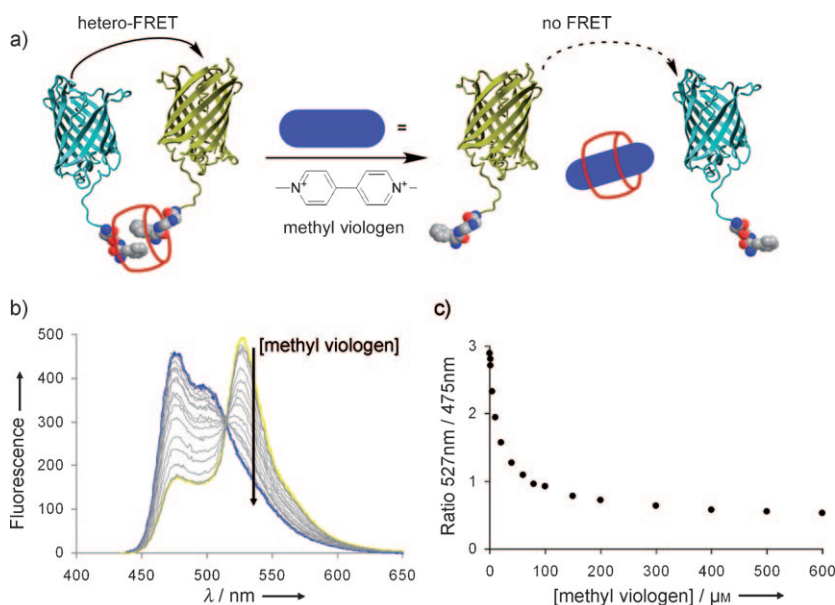 a)
hetero-FRET
no FRET
=
N⁺
N⁺
methyl viologen
b)
500
400
300
200
100
0
Fluorescence
[methyl viologen]
400
450
500
550
600
650
λ / nm
c)
3
2
1
0
Ratio 527nm / 475nm
0
100
200
300
400
500
600
[methyl viologen] / μM